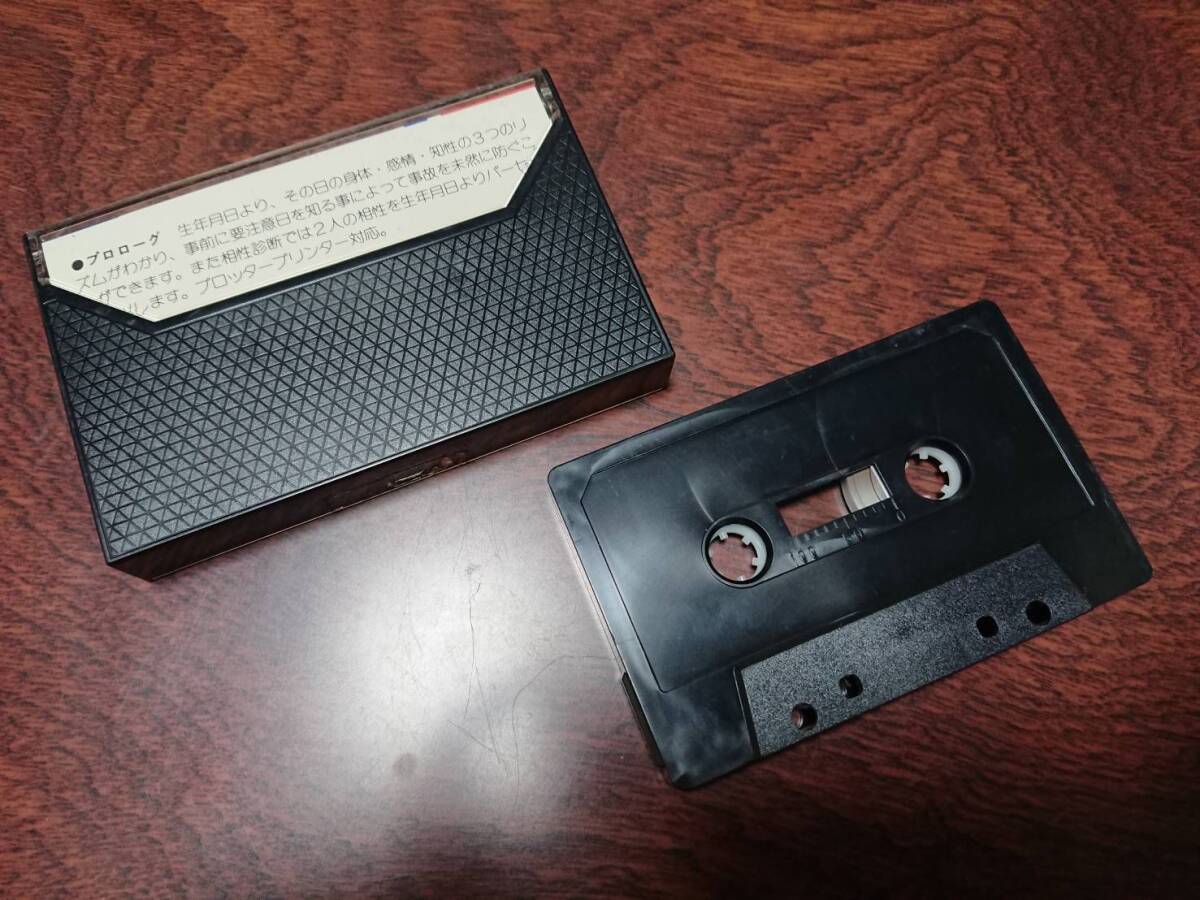 ●プロローグ 生年月日より、その日の身体・感情・知性の3つのリ
ズムがわかり、事前に要注意日を知る事によって事故を未然に防ぐこ
ができます。また相性診断では2人の相性を生年月日よりパーセ
します。プロッタープリンター対応。